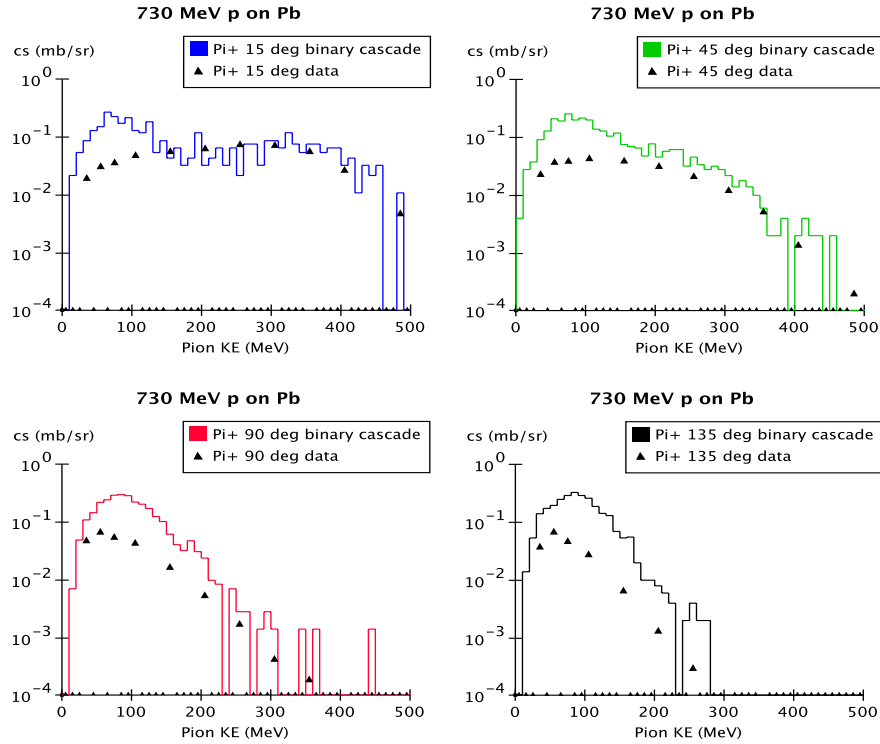 730 MeV p on Pb
cs (mb/sr)
Pi+ 15 deg binary cascade
Pi+ 15 deg data
10^0
10^-1
10^-2
10^-3
10^-4
0 100 200 300 400 500
Pion KE (MeV)
730 MeV p on Pb
cs (mb/sr)
Pi+ 45 deg binary cascade
Pi+ 45 deg data
10^0
10^-1
10^-2
10^-3
10^-4
0 100 200 300 400 500
Pion KE (MeV)
730 MeV p on Pb
cs (mb/sr)
Pi+ 90 deg binary cascade
Pi+ 90 deg data
10^0
10^-1
10^-2
10^-3
10^-4
0 100 200 300 400 500
Pion KE (MeV)
730 MeV p on Pb
cs (mb/sr)
Pi+ 135 deg binary cascade
Pi+ 135 deg data
10^0
10^-1
10^-2
10^-3
10^-4
0 100 200 300 400 500
Pion KE (MeV)